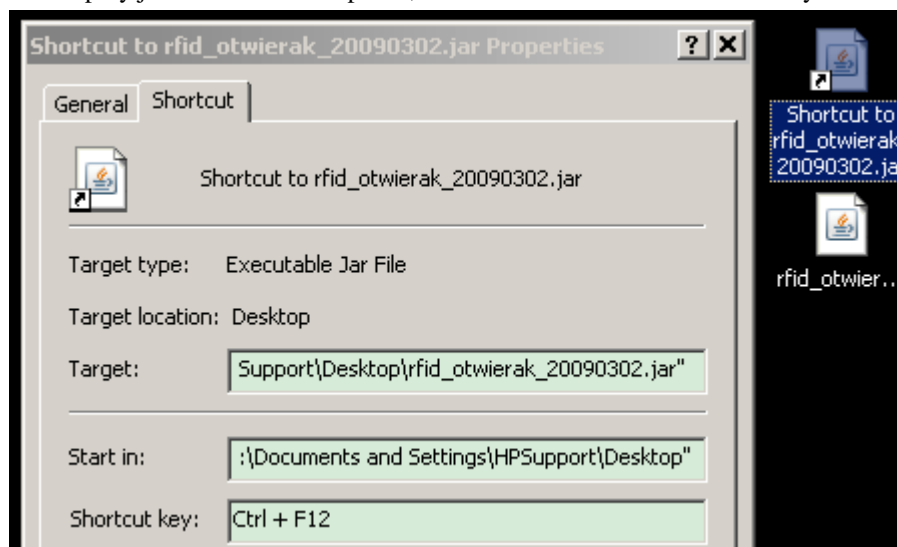 Shortcut to rfid_otwierak_20090302.jar Properties
General Shortcut
Shortcut to rfid_otwierak_20090302.jar
Target type: Executable Jar File
Target location: Desktop
Target: Support\Desktop\rfid_otwierak_20090302.jar"
Start in: :\Documents and Settings\HPSupport\Desktop"
Shortcut key: Ctrl + F12
Shortcut to
rfid_otwierak
20090302.ja
rfid_otwier...